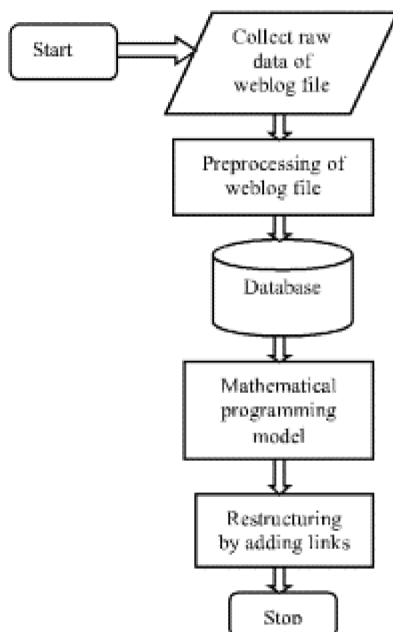 Start
Collect raw
data of
weblog file
Preprocessing of
weblog file
Database
Mathematical
programming
model
Restructuring
by adding links
Stop